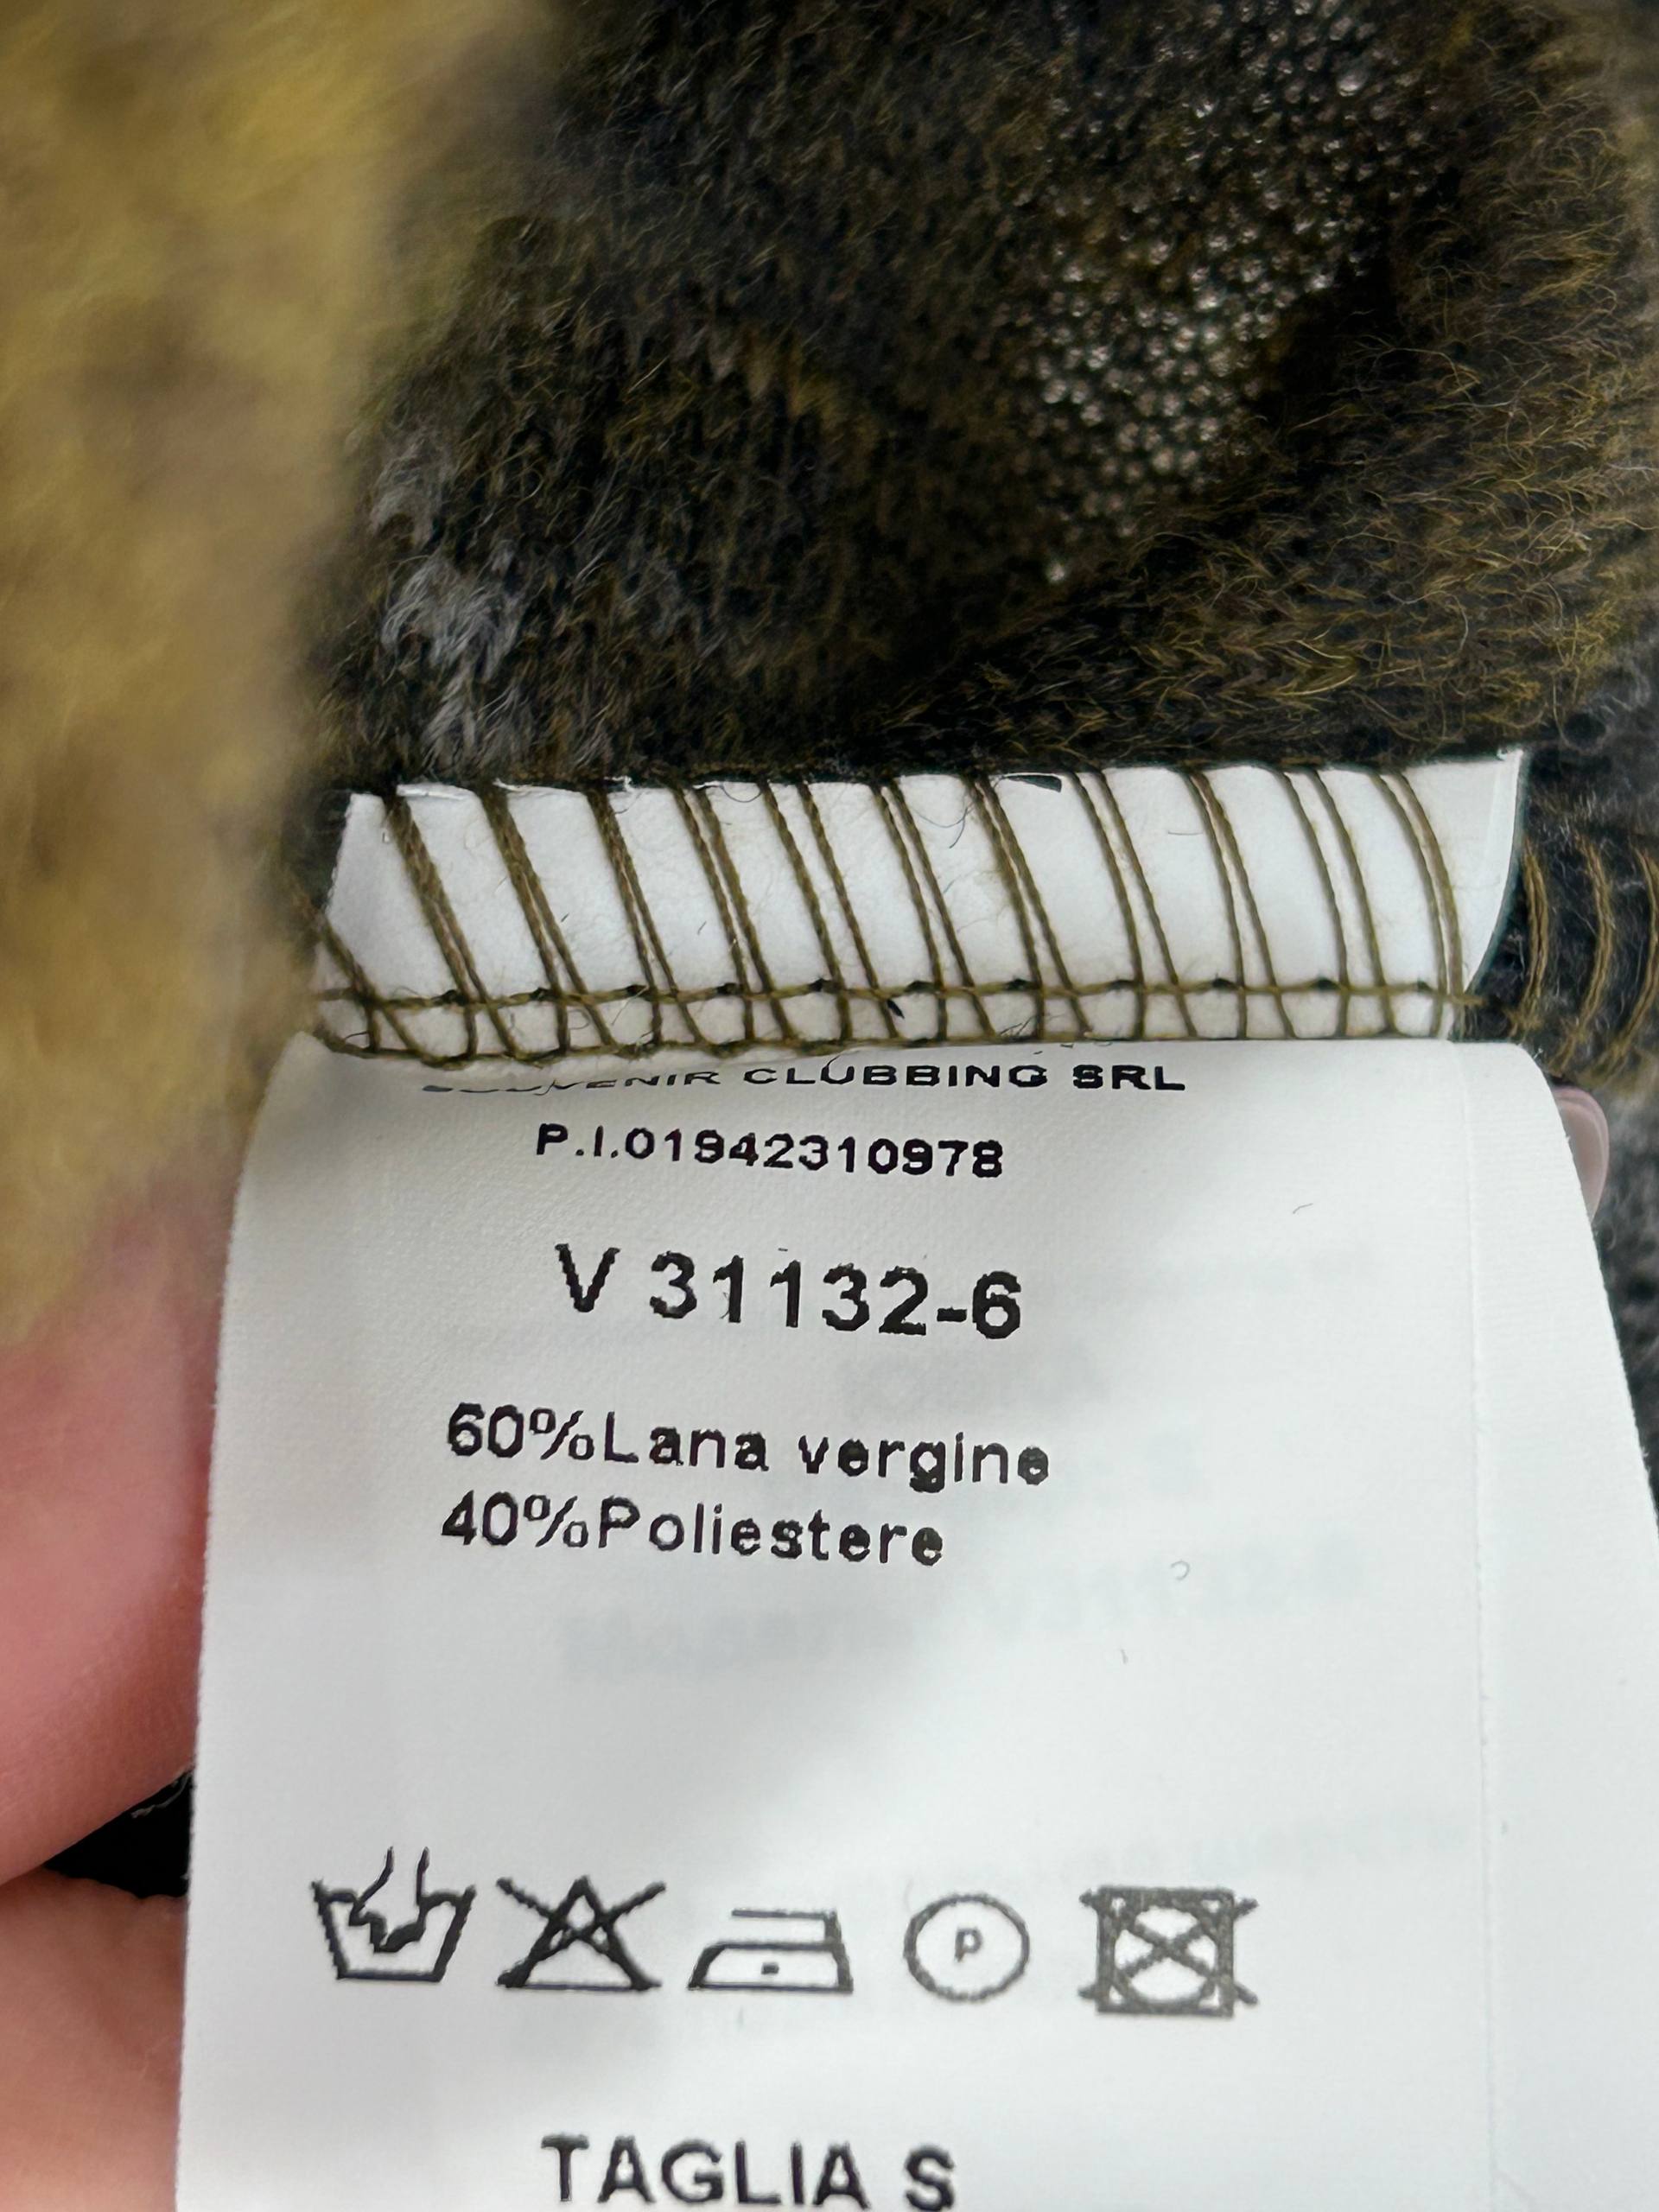 SOUVENIR CLUBBING SRL
P.I.01942310978
V 31132-6
60%Lana vergine
40%Poliestere
P
TAGLIA S